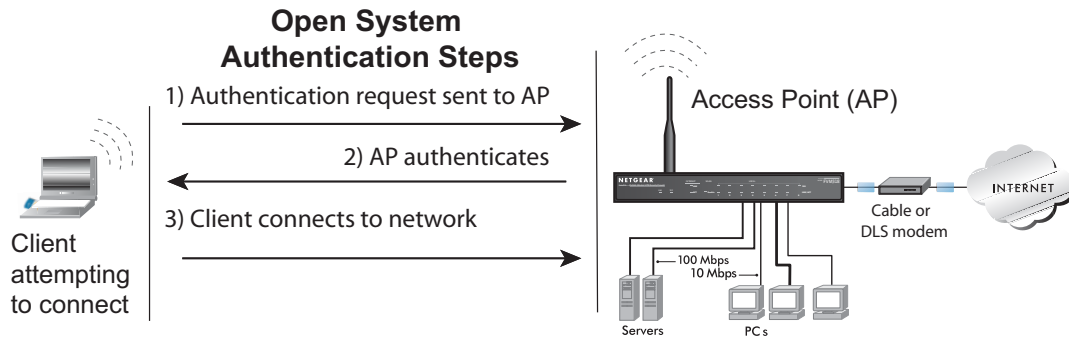 Open System
Authentication Steps
1) Authentication request sent to AP
2) AP authenticates
3) Client connects to network
Client
attempting
to connect
Access Point (AP)
NETGEAR
INTERNET
Cable or
DLS modem
100 Mbps
10 Mbps
Servers
PCs